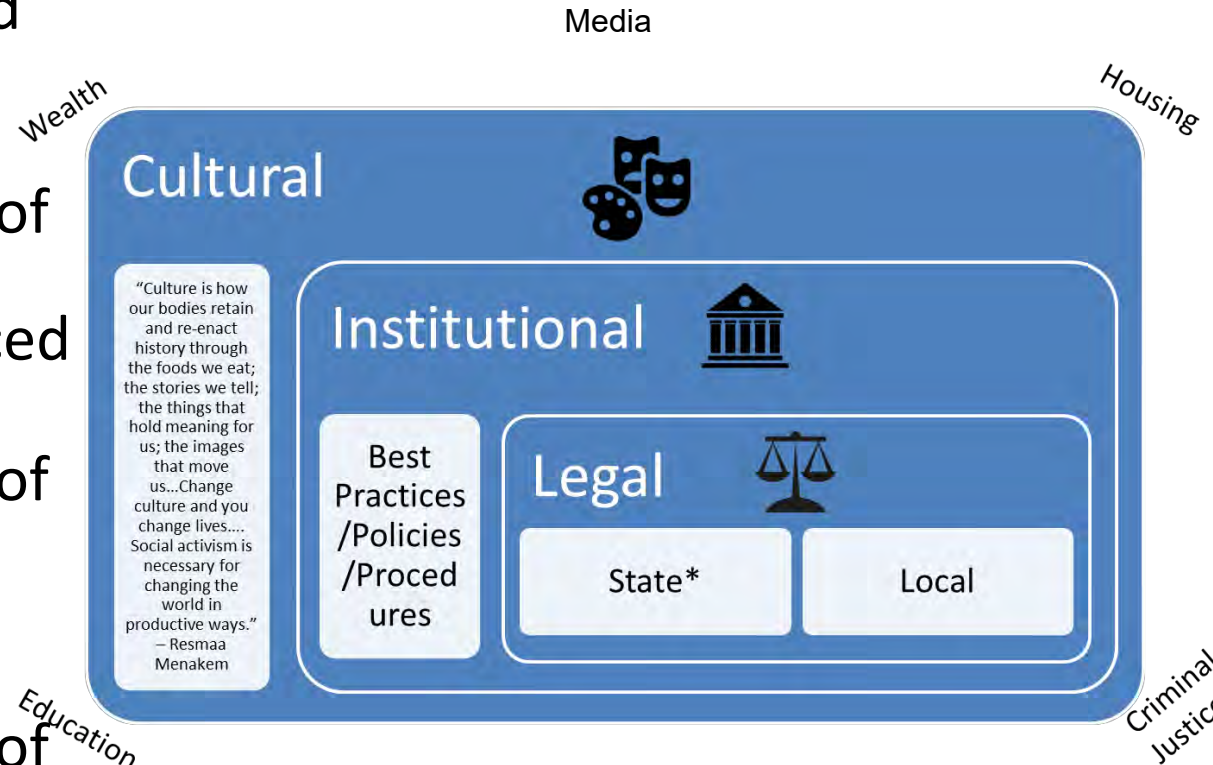 Media
Wealth
Housing
of
ced
of
of
Cultural
“Culture is how
our bodies retain
and re-enact
history through
the foods we eat;
the stories we tell;
the things that
hold meaning for
us; the images
that move
us...Change
culture and you
change lives....
Social activism is
necessary for
changing the
world in
productive ways.”
– Resmaa
Menakem
Institutional
Best
Practices
/Policies
/Proced
ures
Legal
State*
Local
Education
Criminal
Justic